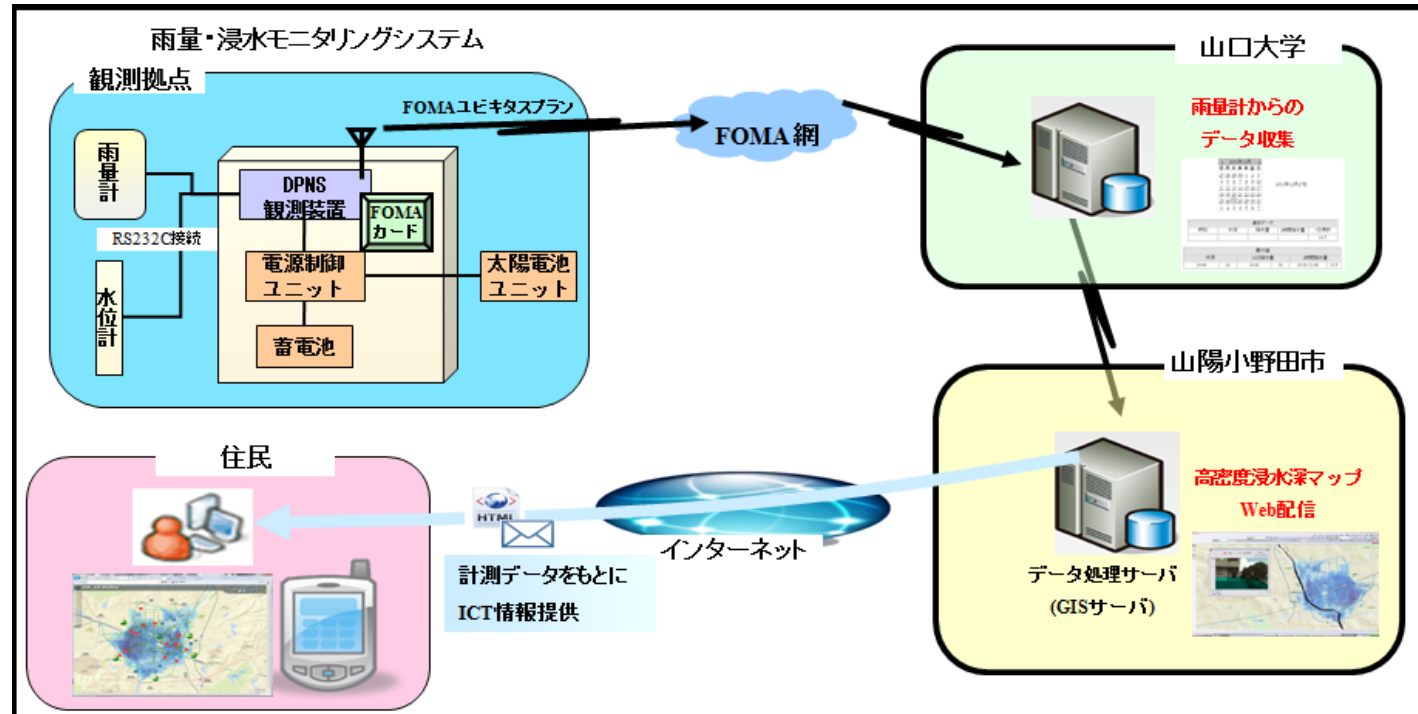 雨量・浸水モニタリングシステム
観測拠点
FOMAユビキタスプラン
雨量計
DPNS
観測装置
FOMA
カード
RS232C接続
電源制御
ユニット
太陽電池
ユニット
水位計
蓄電池
FOMA網
山口大学
雨量計からの
データ収集
山陽小野田市
高密度浸水深マップ
Web配信
データ処理サーバ
(GISサーバ)
インターネット
HTML
計測データをもとに
ICT情報提供
住民